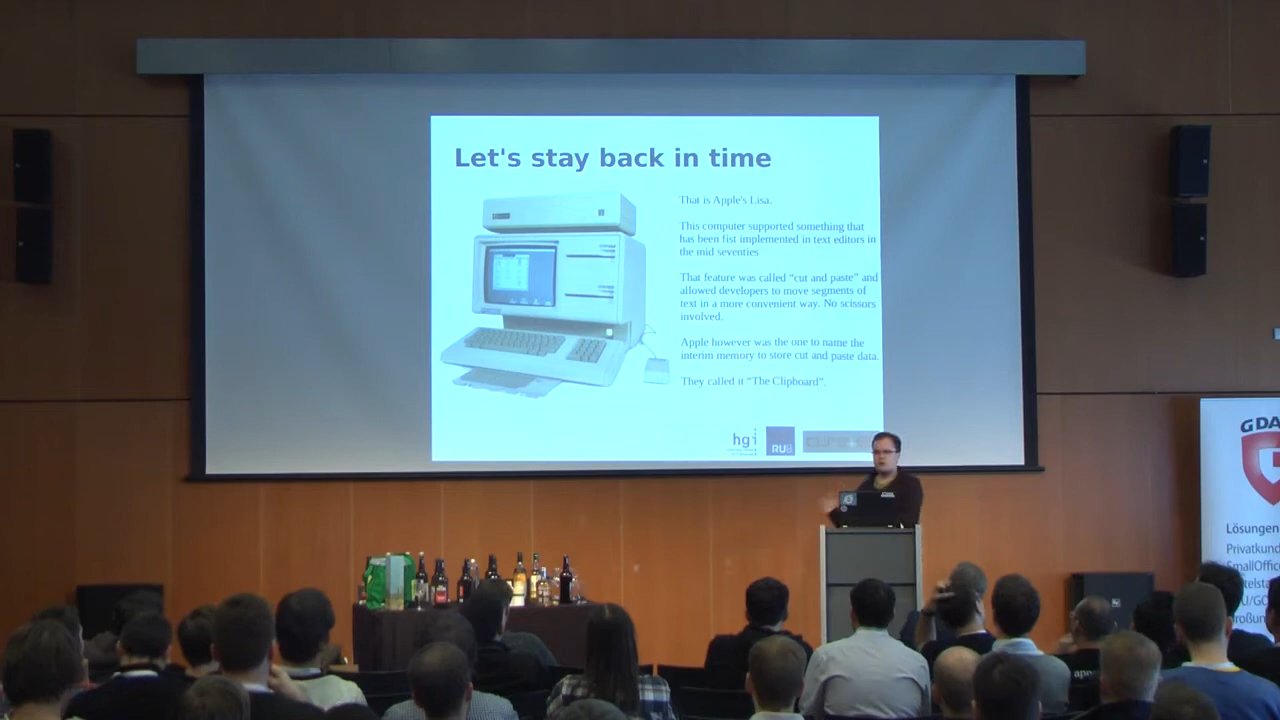 Let's stay back in time
That is Apple's Lisa.
This computer supported something that
has been fist implemented in text editors in
the mid seventies
That feature was called “cut and paste” and
allowed developers to move segments of
text in a more convenient way. No scissors
involved.
Apple however was the one to name the
interim memory to store cut and paste data.
They called it “The Clipboard”.
hgi
RUB
G DA
Lösungen
Privatkund
SmallOffic